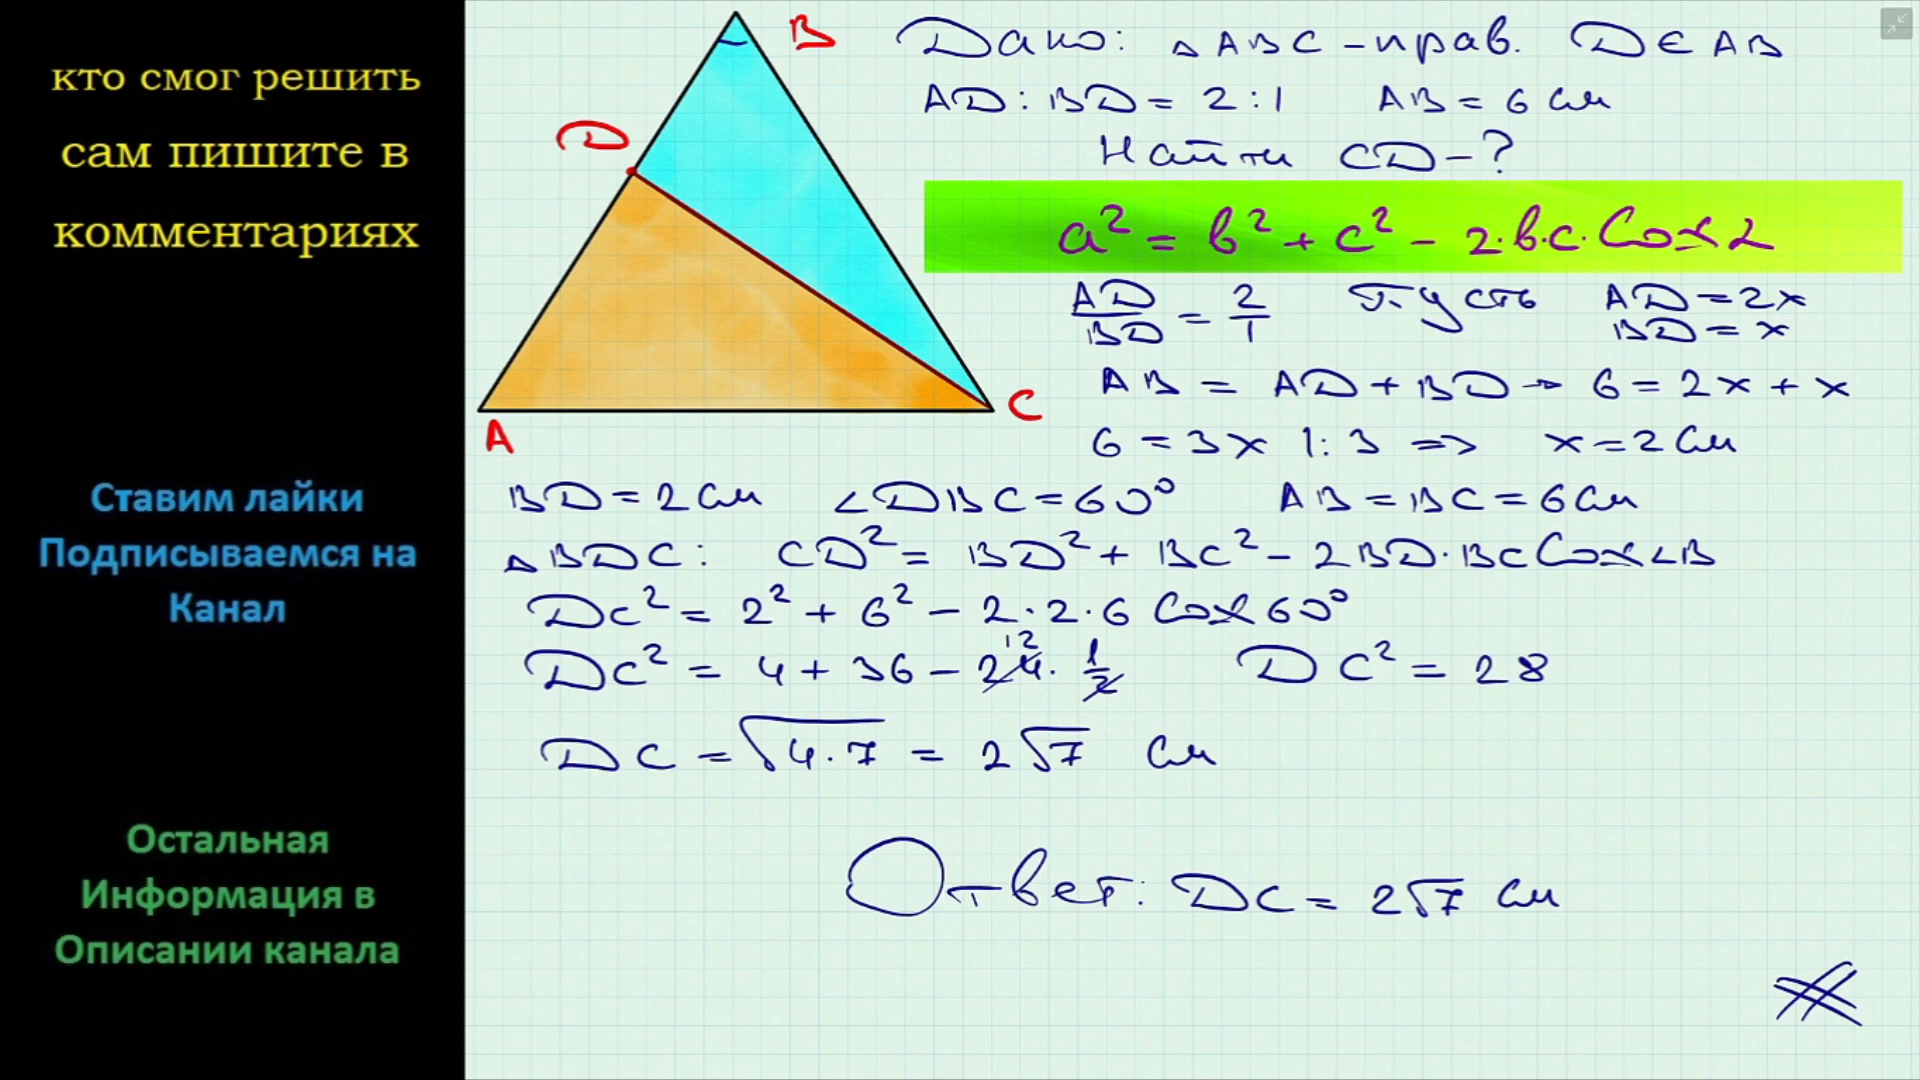 кто смог решить
сам пишите в
комментариях
Ставим лайки
Подписываемся на
Канал
Остальная
Информация в
Описании канала
B
D
A
C
Дано: △ABC - прав. D ∈ AB
AD : BD = 2 : 1 AB = 6 см
Найти CD - ?
a² = b² + c² - 2·b·c·Cos α
AD/BD = 2/1 Пусть AD = 2x
BD = x
AB = AD + BD → 6 = 2x + x
6 = 3x |: 3 => x = 2 см
BD = 2 см ∠DBC = 60° AB = BC = 6 см
△BDC: CD² = BD² + BC² - 2BD·BC Cos∠B
DC² = 2² + 6² - 2·2·6 Cos 60°
DC² = 4 + 36 - 24· 1/2 12 DC² = 28
DC = √4·7 = 2√7 см
Ответ: DC = 2√7 см